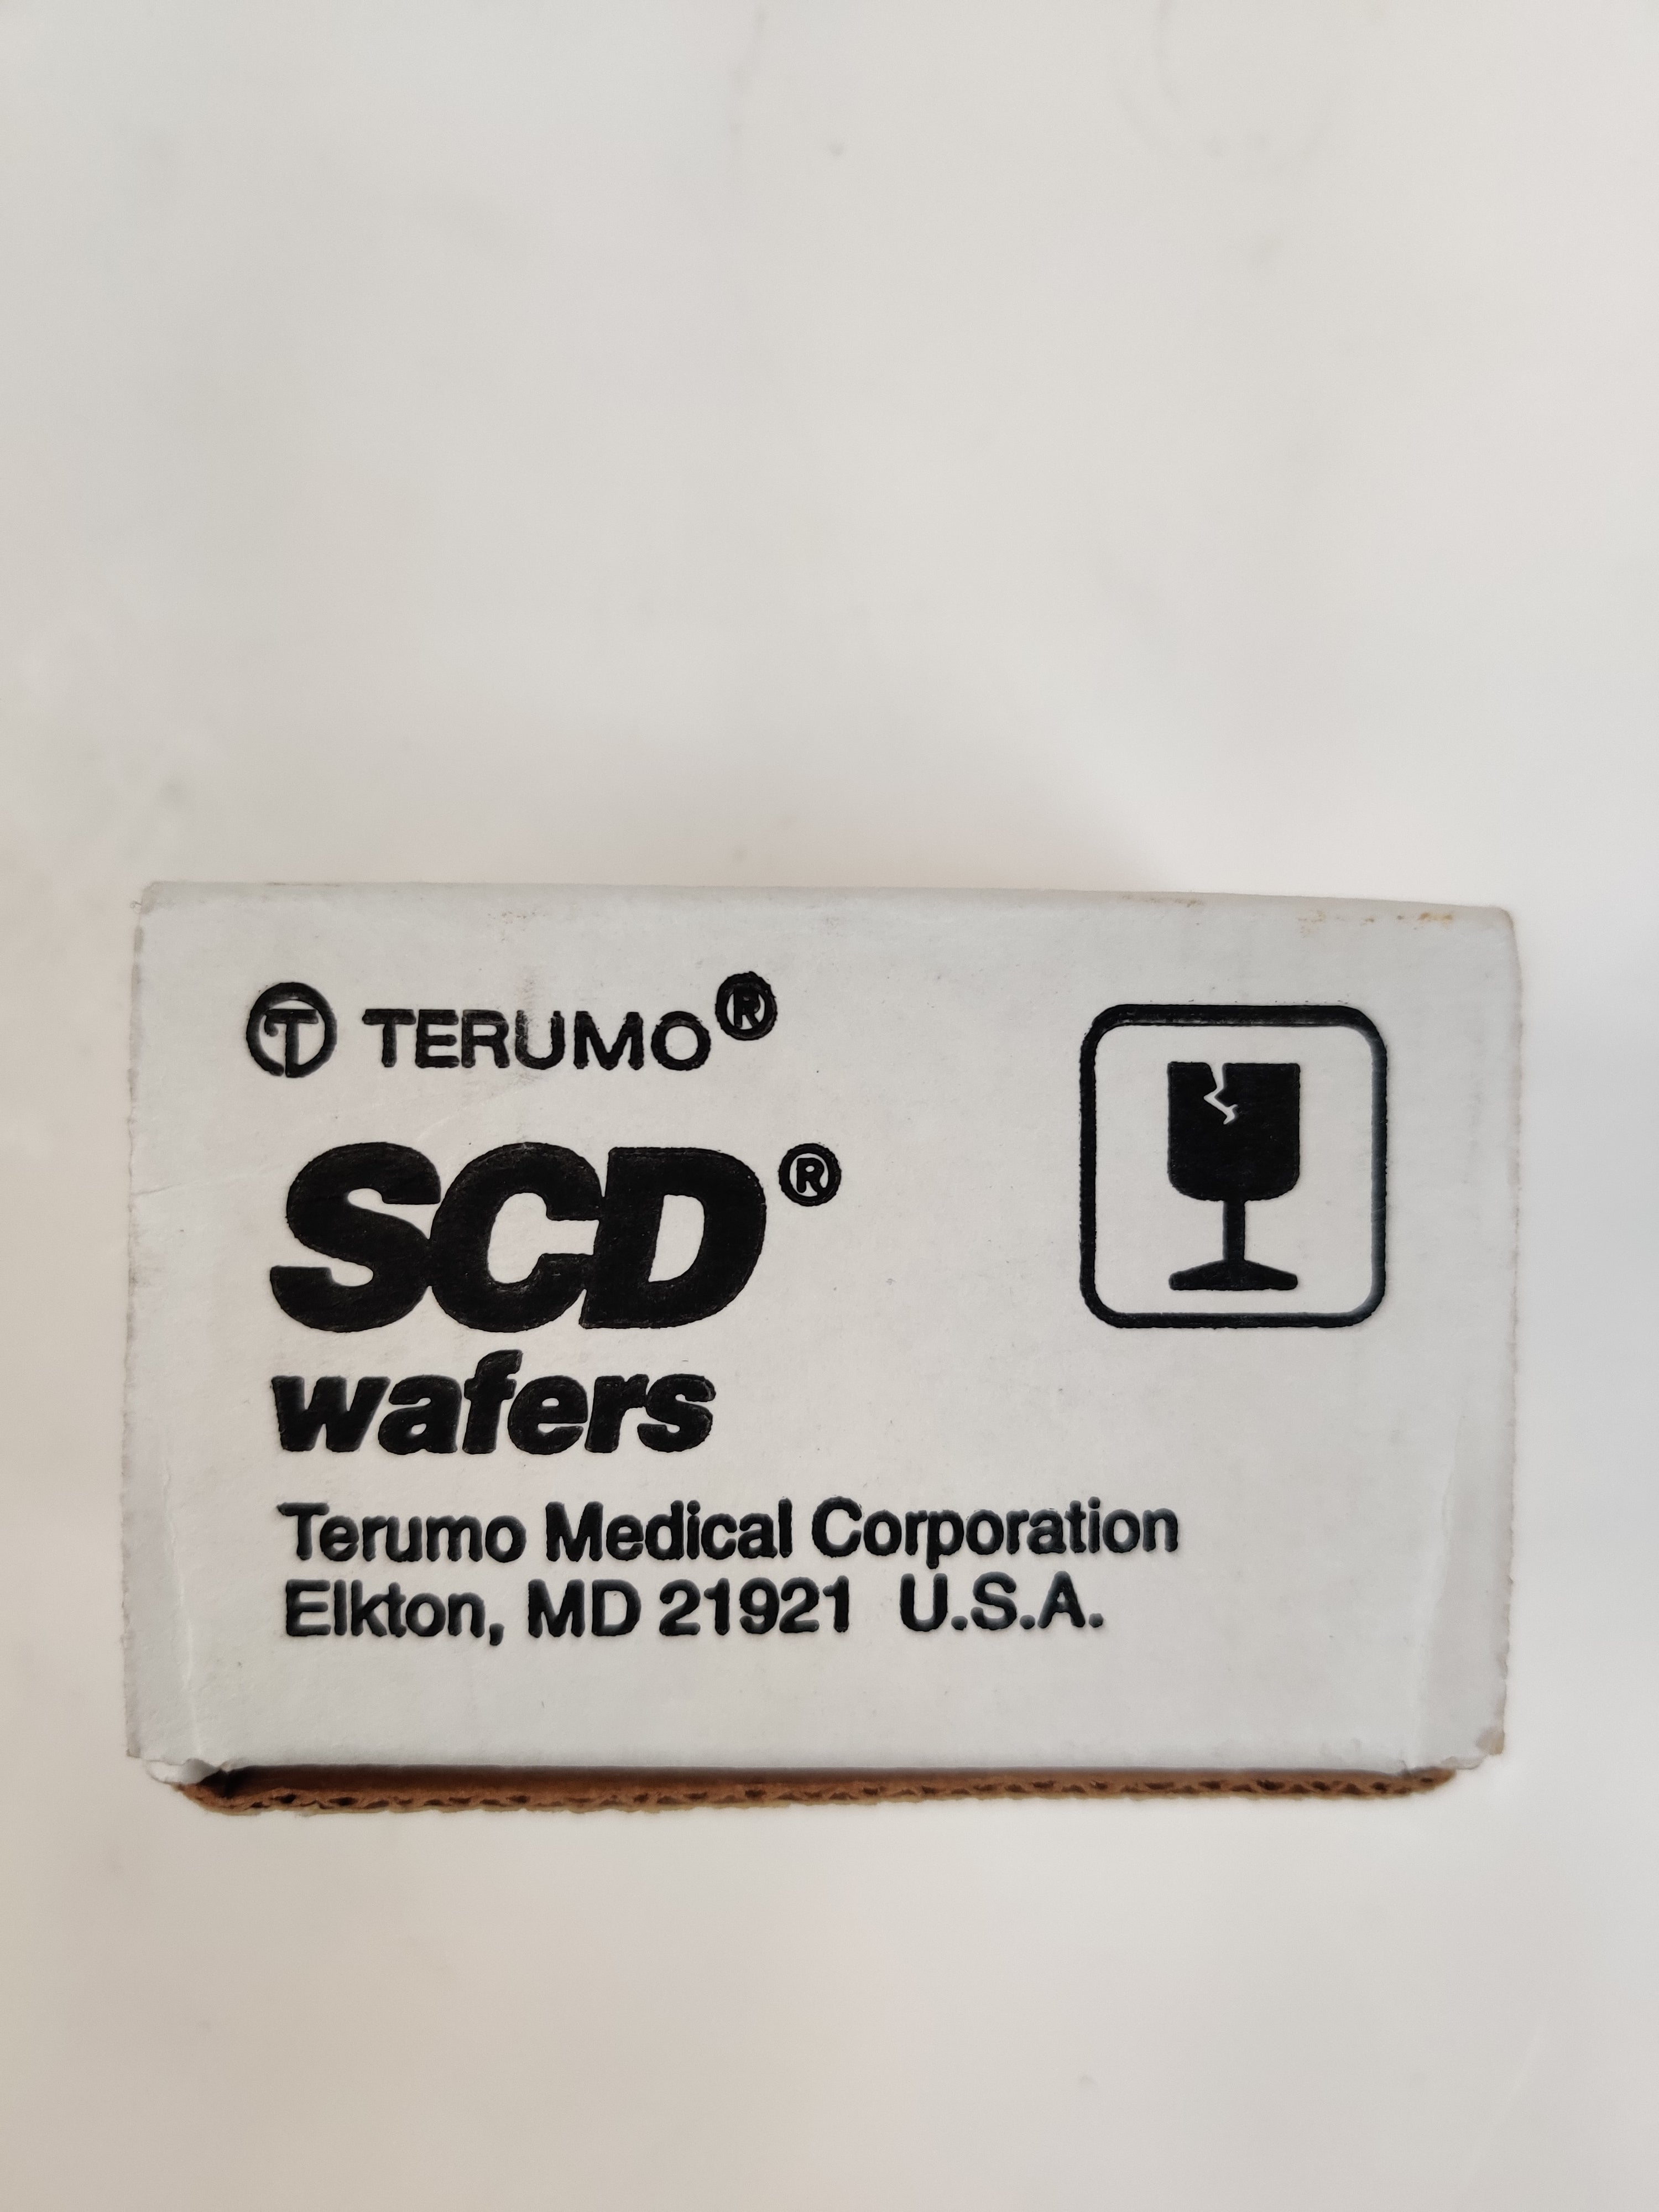 Ⓣ TERUMO®
SCD®
wafers
Terumo Medical Corporation
Elkton, MD 21921 U.S.A.